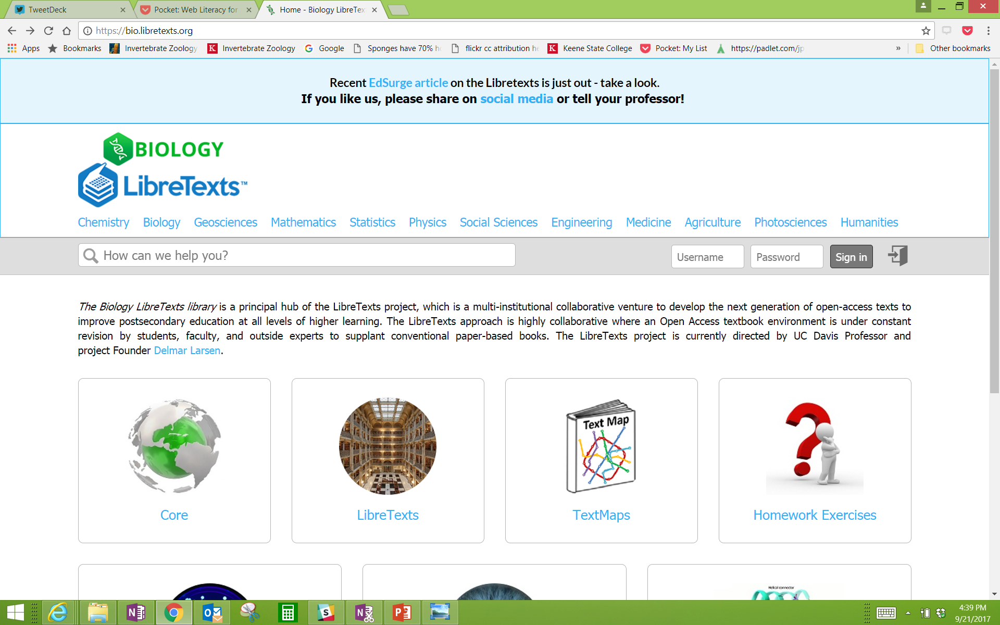 TweetDeck
Pocket: Web Literacy for
Home - Biology LibreTex
https://bio.libretexts.org
Apps Bookmarks Invertebrate Zoology Invertebrate Zoology Google Sponges have 70% flickr cc attribution Keene State College Pocket: My List https://padlet.com/jp » Other bookmarks
Recent EdSurge article on the Libretexts is just out - take a look.
If you like us, please share on social media or tell your professor!
BIOLOGY
LibreTexts™
Chemistry Biology Geosciences Mathematics Statistics Physics Social Sciences Engineering Medicine Agriculture Photosciences Humanities
How can we help you? Username Password Sign in
The Biology LibreTexts library is a principal hub of the LibreTexts project, which is a multi-institutional collaborative venture to develop the next generation of open-access texts to
improve postsecondary education at all levels of higher learning. The LibreTexts approach is highly collaborative where an Open Access textbook environment is under constant
revision by students, faculty, and outside experts to supplant conventional paper-based books. The LibreTexts project is currently directed by UC Davis Professor and
project Founder Delmar Larsen.
Text Map
Core
LibreTexts
TextMaps
Homework Exercises
Helical connector
4:39 PM
9/21/2017